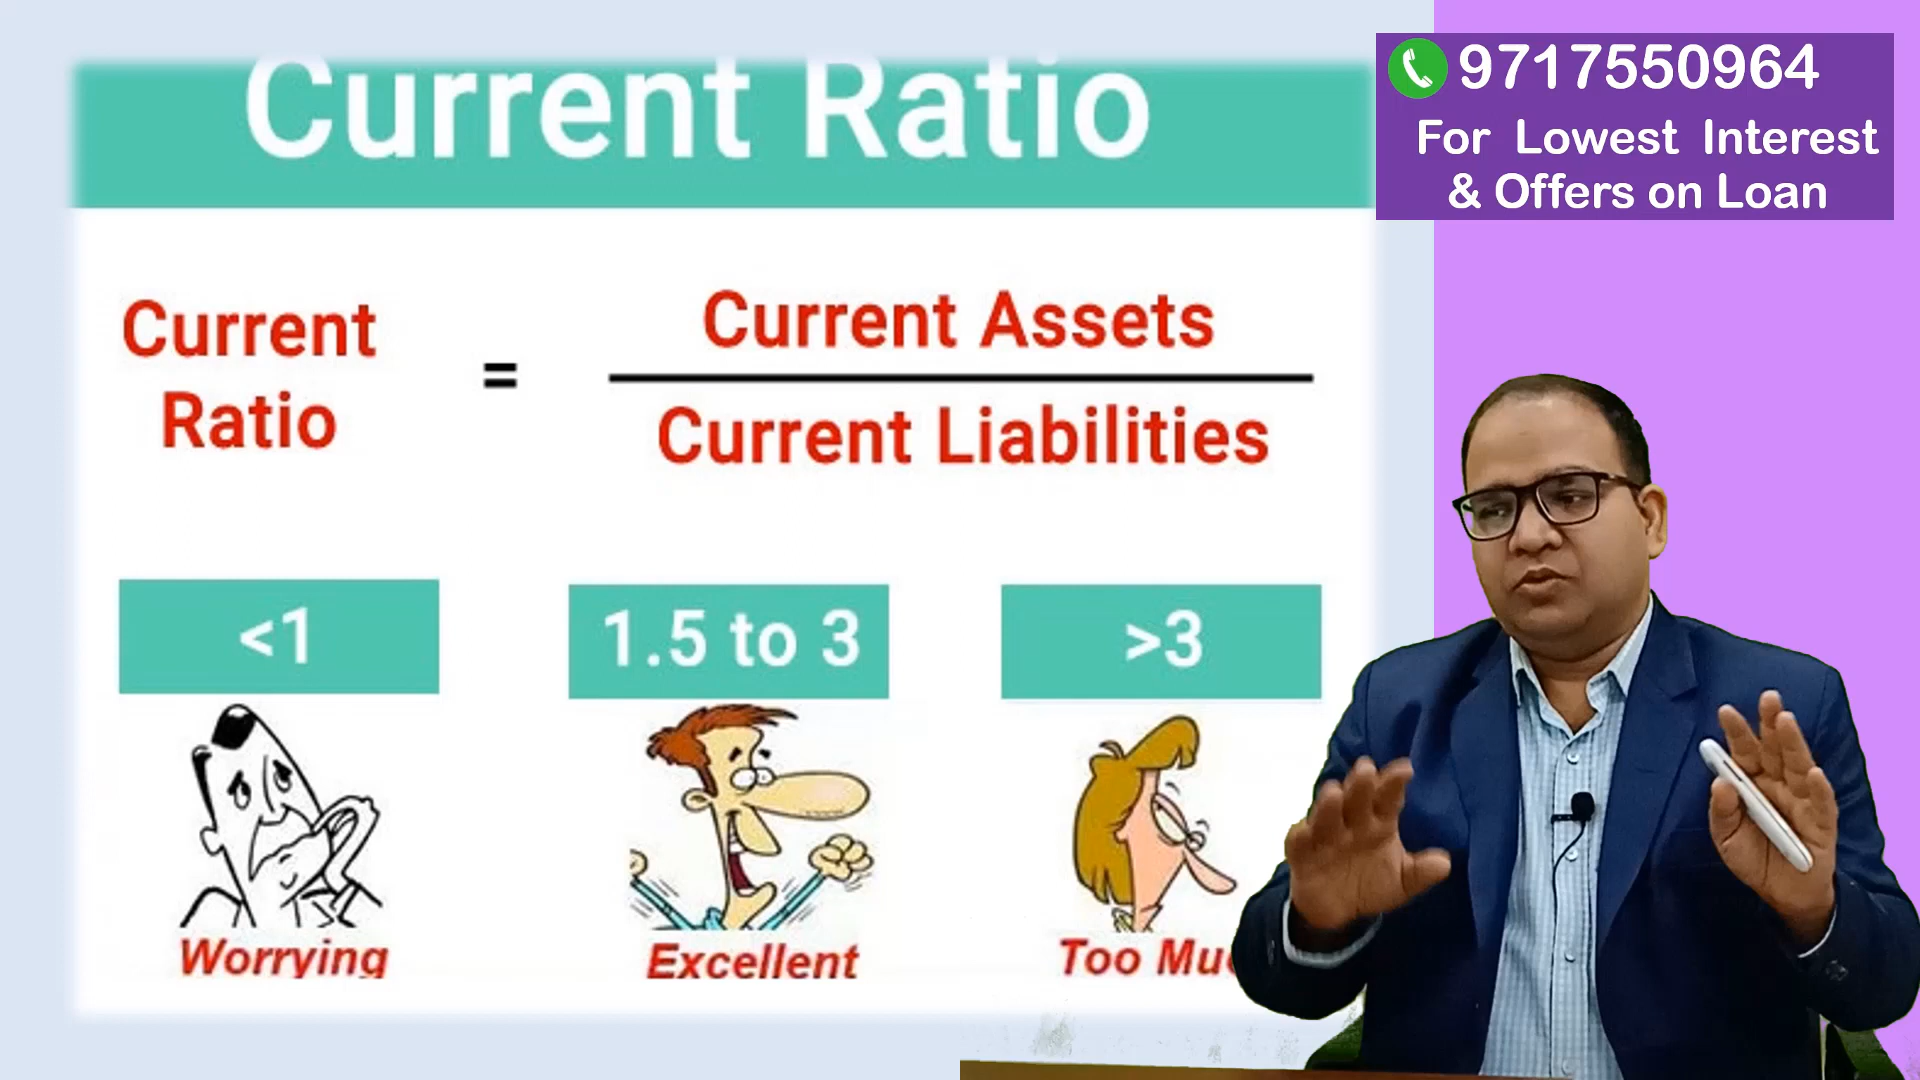 Current Ratio
9717550964
For Lowest Interest
& Offers on Loan
Current
Ratio
=
Current Assets
Current Liabilities
<1
1.5 to 3
>3
Worrying
Excellent
Too